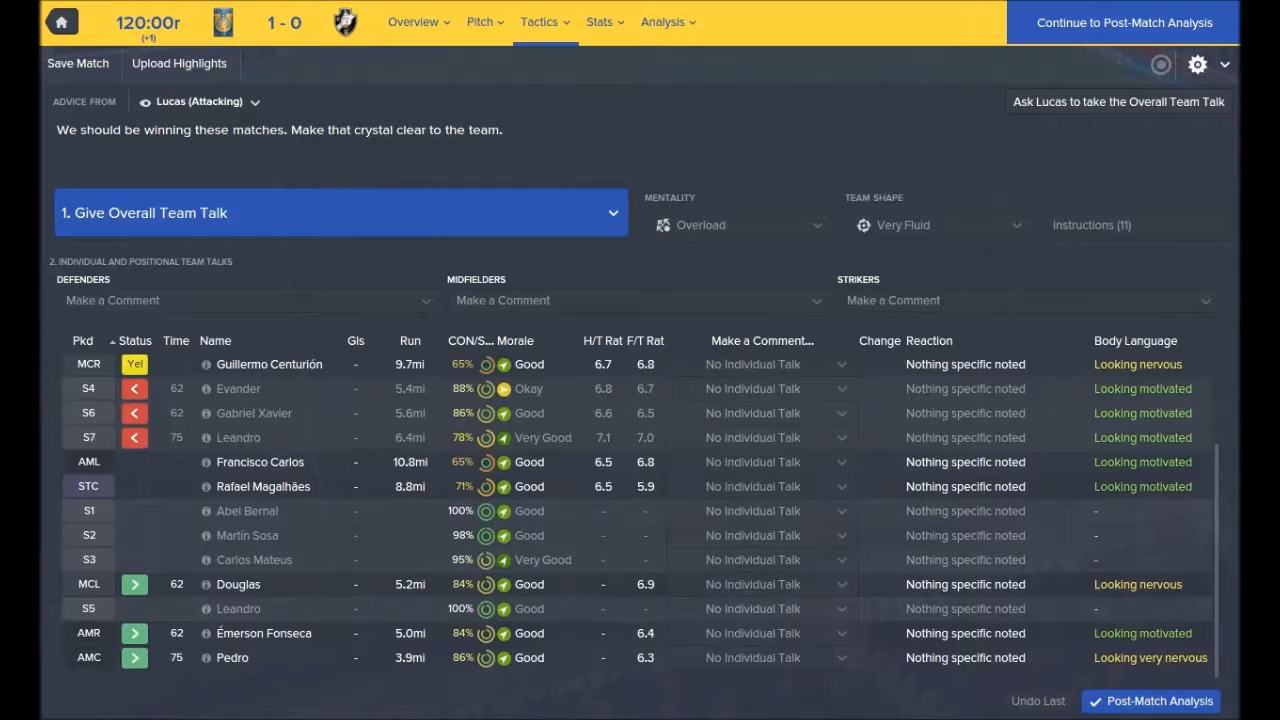 120:00r 1 - 0 Overview Pitch Tactics Stats Analysis Continue to Post-Match Analysis
(+1)
Save Match Upload Highlights
ADVICE FROM Lucas (Attacking) Ask Lucas to take the Overall Team Talk
We should be winning these matches. Make that crystal clear to the team.
MENTALITY TEAM SHAPE
1. Give Overall Team Talk Overload Very Fluid Instructions (11)
2. INDIVIDUAL AND POSITIONAL TEAM TALKS
DEFENDERS MIDFIELDERS STRIKERS
Make a Comment Make a Comment Make a Comment
Pkd Status Time Name Gls Run CON/S... Morale H/T Rat F/T Rat Make a Comment... Change Reaction Body Language
MCR Yel Guillermo Centurión - 9.7mi 65% Good 6.7 6.8 No Individual Talk Nothing specific noted Looking nervous
S4 62 Evander - 5.4mi 88% Okay 6.8 6.7 No Individual Talk Nothing specific noted Looking motivated
S6 62 Gabriel Xavier - 5.6mi 86% Good 6.6 6.5 No Individual Talk Nothing specific noted Looking motivated
S7 75 Leandro - 6.4mi 78% Very Good 7.1 7.0 No Individual Talk Nothing specific noted Looking motivated
AML Francisco Carlos - 10.8mi 65% Good 6.5 6.8 No Individual Talk Nothing specific noted Looking motivated
STC Rafael Magalhães - 8.8mi 71% Good 6.5 5.9 No Individual Talk Nothing specific noted Looking motivated
S1 Abel Bernal - 100% Good - - No Individual Talk Nothing specific noted -
S2 Martín Sosa - 98% Good - - No Individual Talk Nothing specific noted -
S3 Carlos Mateus - 95% Very Good - - No Individual Talk Nothing specific noted -
MCL 62 Douglas - 5.2mi 84% Good - 6.9 No Individual Talk Nothing specific noted Looking nervous
S5 Leandro - 100% Good - - No Individual Talk Nothing specific noted -
AMR 62 Émerson Fonseca - 5.0mi 84% Good - 6.4 No Individual Talk Nothing specific noted Looking motivated
AMC 75 Pedro - 3.9mi 86% Good - 6.3 No Individual Talk Nothing specific noted Looking very nervous
Undo Last Post-Match Analysis